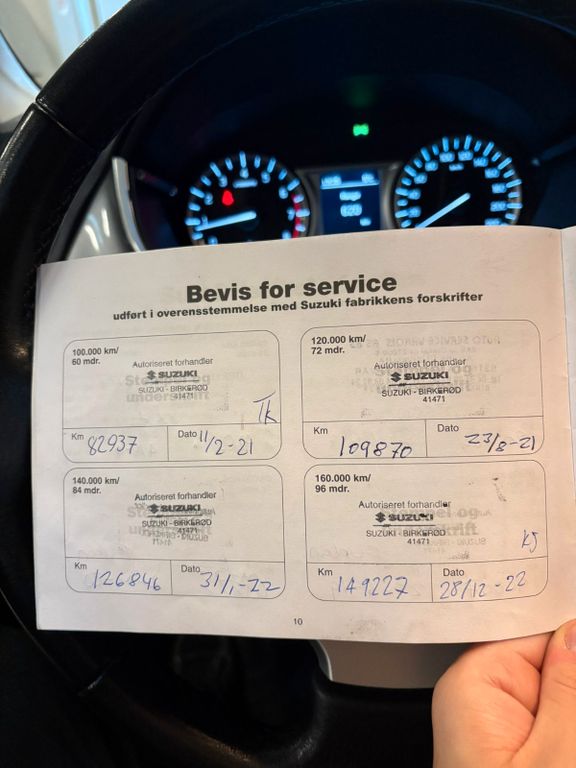 Bevis for service
udført i overensstemmelse med Suzuki fabrikkens forskrifter
100.000 km/
60 mdr.
Autoriseret forhandler
SUZUKI
SUZUKI - BIRKERØD
41471
Stempel og
underskrift
TK
Km 82937 Dato 11/2-21
120.000 km/
72 mdr.
Autoriseret forhandler
SUZUKI
SUZUKI - BIRKERØD
41471
Km 109870 Dato 23/8-21
140.000 km/
84 mdr.
Autoriseret forhandler
SUZUKI
SUZUKI - BIRKERØD
41471
Km 126846 Dato 31/1-22
160.000 km/
96 mdr.
Autoriseret forhandler
SUZUKI
SUZUKI - BIRKERØD
41471
KJ
Km 149227 Dato 28/12-22
10